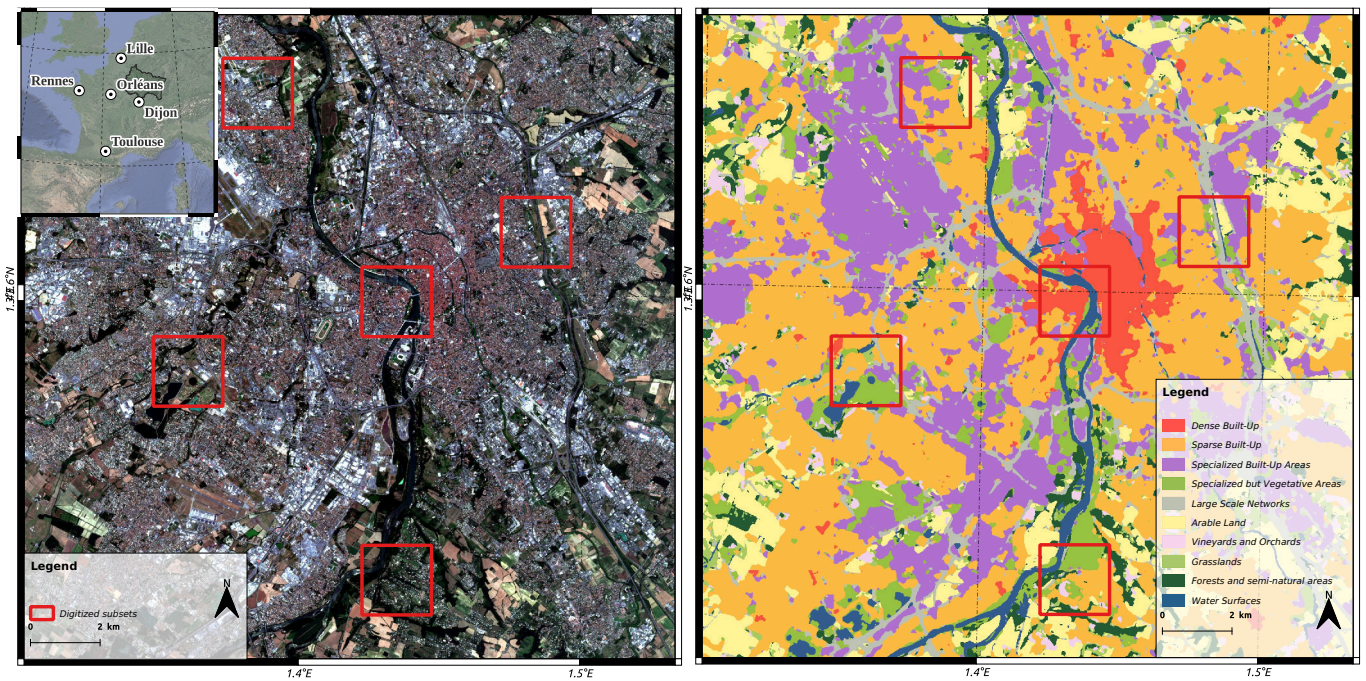 Lille
Rennes
Orléans
Dijon
Toulouse
Legend
Digitized subsets
N
0
2 km
1.4°E
1.5°E
Legend
Dense Built-Up
Sparse Built-Up
Specialized Built-Up Areas
Specialized but Vegetative Areas
Large Scale Networks
Arable Land
Vineyards and Orchards
Grasslands
Forests and semi-natural areas
Water Surfaces
N
0
2 km
1.4°E
1.5°E